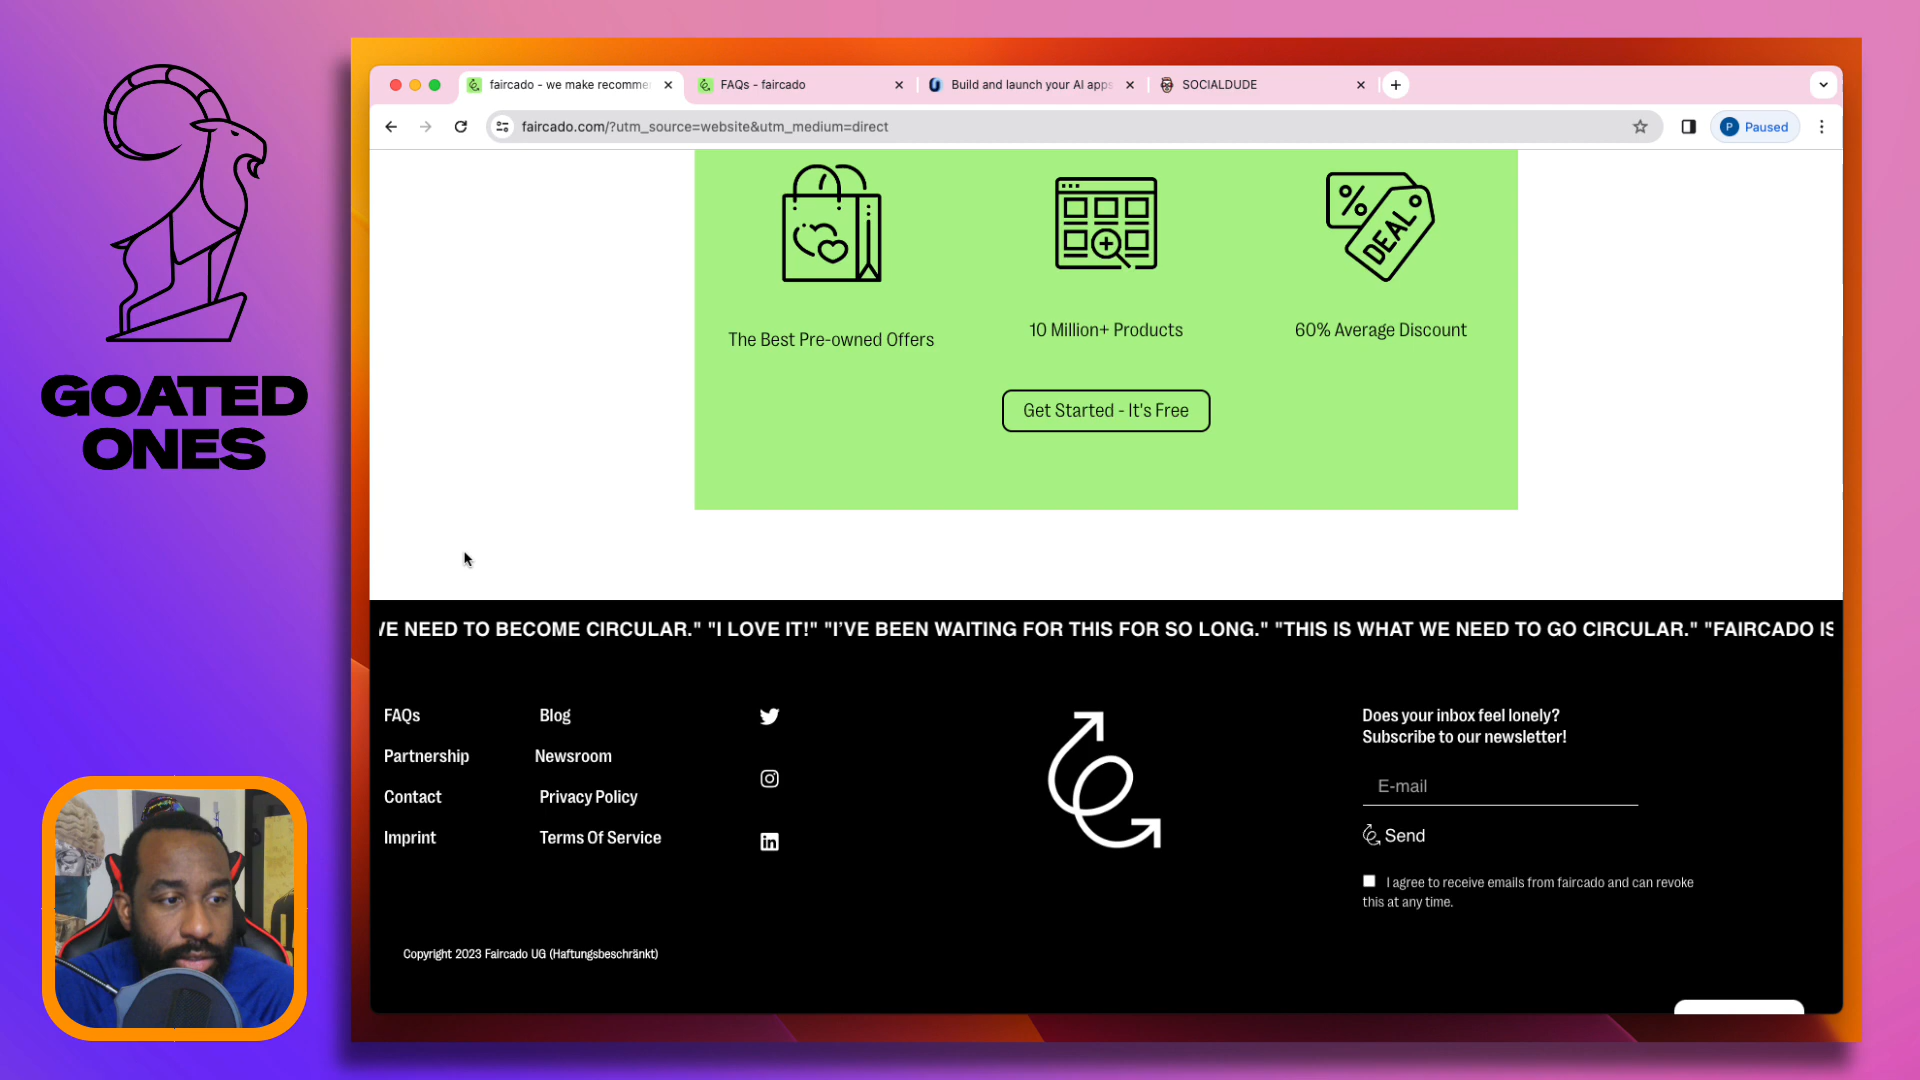 GOATED
ONES
faircado - we make recomme
FAQs - faircado
Build and launch your AI apps
SOCIALDUDE
faircado.com/?utm_source=website&utm_medium=direct
P Paused
DEAL
%
The Best Pre-owned Offers
10 Million+ Products
60% Average Discount
Get Started - It's Free
VE NEED TO BECOME CIRCULAR." "I LOVE IT!" "I'VE BEEN WAITING FOR THIS FOR SO LONG." "THIS IS WHAT WE NEED TO GO CIRCULAR." "FAIRCADO IS
FAQs
Partnership
Contact
Imprint
Blog
Newsroom
Privacy Policy
Terms Of Service
Does your inbox feel lonely?
Subscribe to our newsletter!
E-mail
Send
I agree to receive emails from faircado and can revoke
this at any time.
Copyright 2023 Faircado UG (Haftungsbeschränkt)